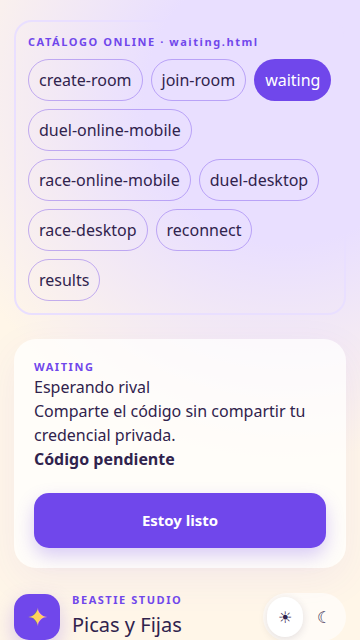 CATÁLOGO ONLINE · waiting.html
create-room join-room waiting
duel-online-mobile
race-online-mobile duel-desktop
race-desktop reconnect
results
WAITING
Esperando rival
Comparte el código sin compartir tu
credencial privada.
Código pendiente
Estoy listo
BEASTIE STUDIO
Picas y Fijas